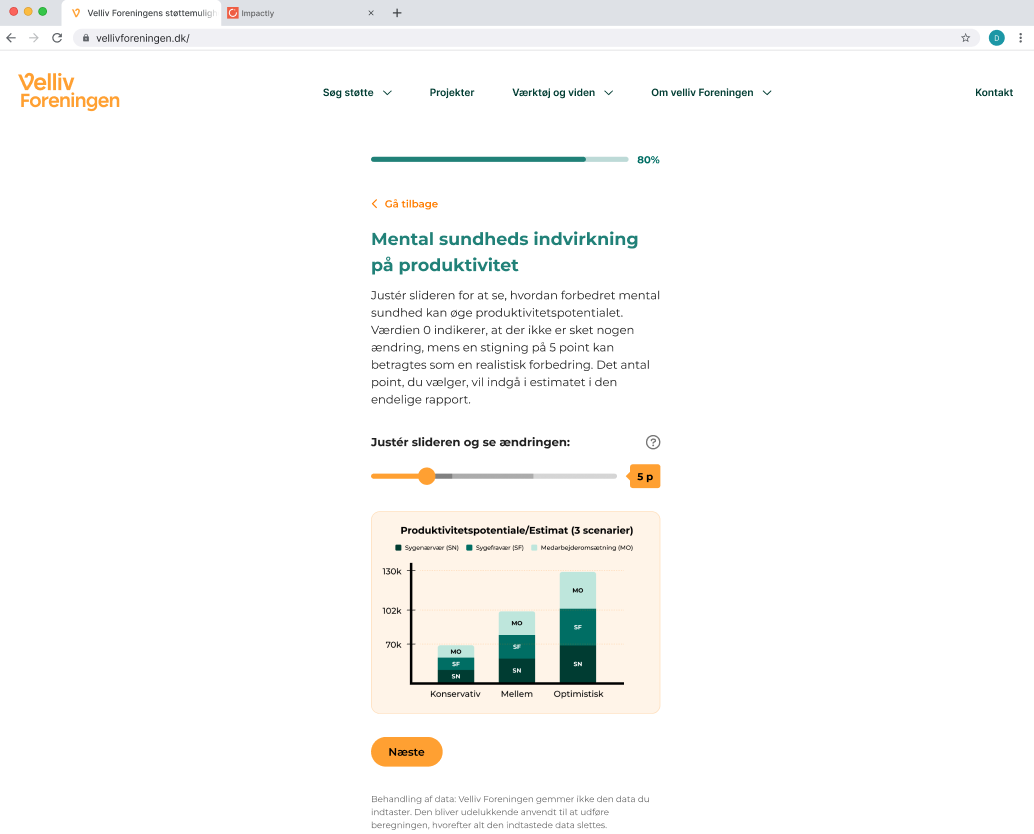 Velliv Foreningens støttemuligh
Impactly
vellivforeningen.dk/
D
Velliv
Foreningen
Søg støtte
Projekter
Værktøj og viden
Om velliv Foreningen
Kontakt
80%
Gå tilbage
Mental sundheds indvirkning
på produktivitet
Justér slideren for at se, hvordan forbedret mental
sundhed kan øge produktivitetspotentialet.
Værdien 0 indikerer, at der ikke er sket nogen
ændring, mens en stigning på 5 point kan
betragtes som en realistisk forbedring. Det antal
point, du vælger, vil indgå i estimatet i den
endelige rapport.
Justér slideren og se ændringen:
?
5 p
Produktivitetspotentiale/Estimat (3 scenarier)
Sygenærvær (SN) Sygefravær (SF) Medarbejderomsætning (MO)
130k
102k
70k
MO
SF
SN
MO
SF
SN
MO
SF
SN
Konservativ Mellem Optimistisk
Næste
Behandling af data: Velliv Foreningen gemmer ikke den data du
indtaster. Den bliver udelukkende anvendt til at udføre
beregningen, hvorefter alt den indtastede data slettes.